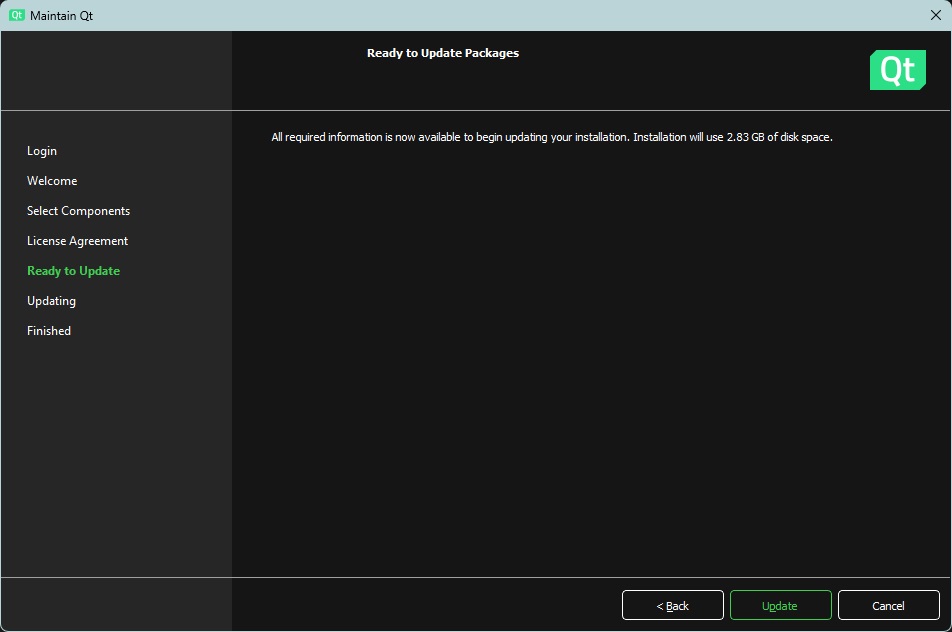 Qt Maintain Qt
Ready to Update Packages
Qt
All required information is now available to begin updating your installation. Installation will use 2.83 GB of disk space.
Login
Welcome
Select Components
License Agreement
Ready to Update
Updating
Finished
< Back
Update
Cancel